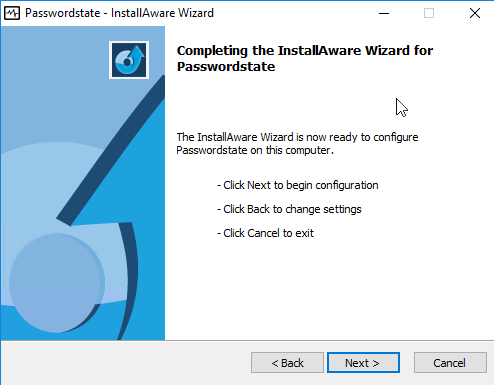 Passwordstate - InstallAware Wizard
Completing the InstallAware Wizard for
Passwordstate
The InstallAware Wizard is now ready to configure
Passwordstate on this computer.
- Click Next to begin configuration
- Click Back to change settings
- Click Cancel to exit
< Back
Next >
Cancel